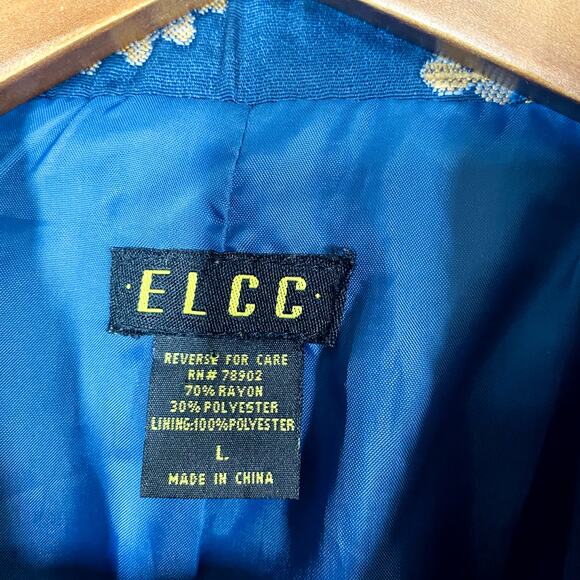 ·ELCC·
REVERSE FOR CARE
RN# 78902
70% RAYON
30% POLYESTER
LINING:100%POLYESTER
L.
MADE IN CHINA